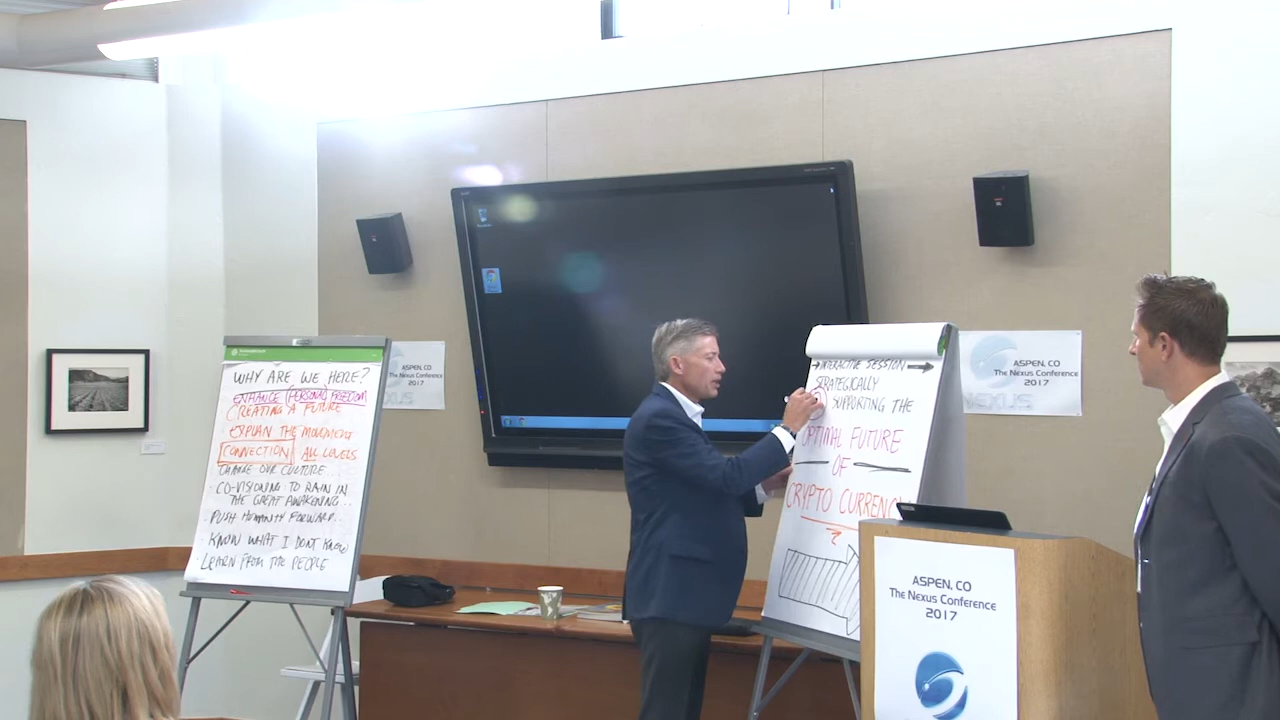 WHY ARE WE HERE?
ENHANCE PERSONAL FREEDOM
CREATING A FUTURE
EXPLAIN THE MOVEMENT
CONNECTION ALL LEVELS
CHANGE OUR CULTURE...
CO-VISIONING TO RAIN IN
THE GREAT AWAKENING...
PUSH HUMANITY FORWARD.
KNOW WHAT I DON'T KNOW
LEARN FROM THE PEOPLE
ASPEN, CO
The Nexus Conference
2017
NEXUS
→INTERACTIVE SESSION
STRATEGICALLY
SUPPORTING THE
OPTIMAL FUTURE
OF
CRYPTO CURRENCY
ASPEN, CO
The Nexus Conference
2017
NEXUS
ASPEN, CO
The Nexus Conference
2017